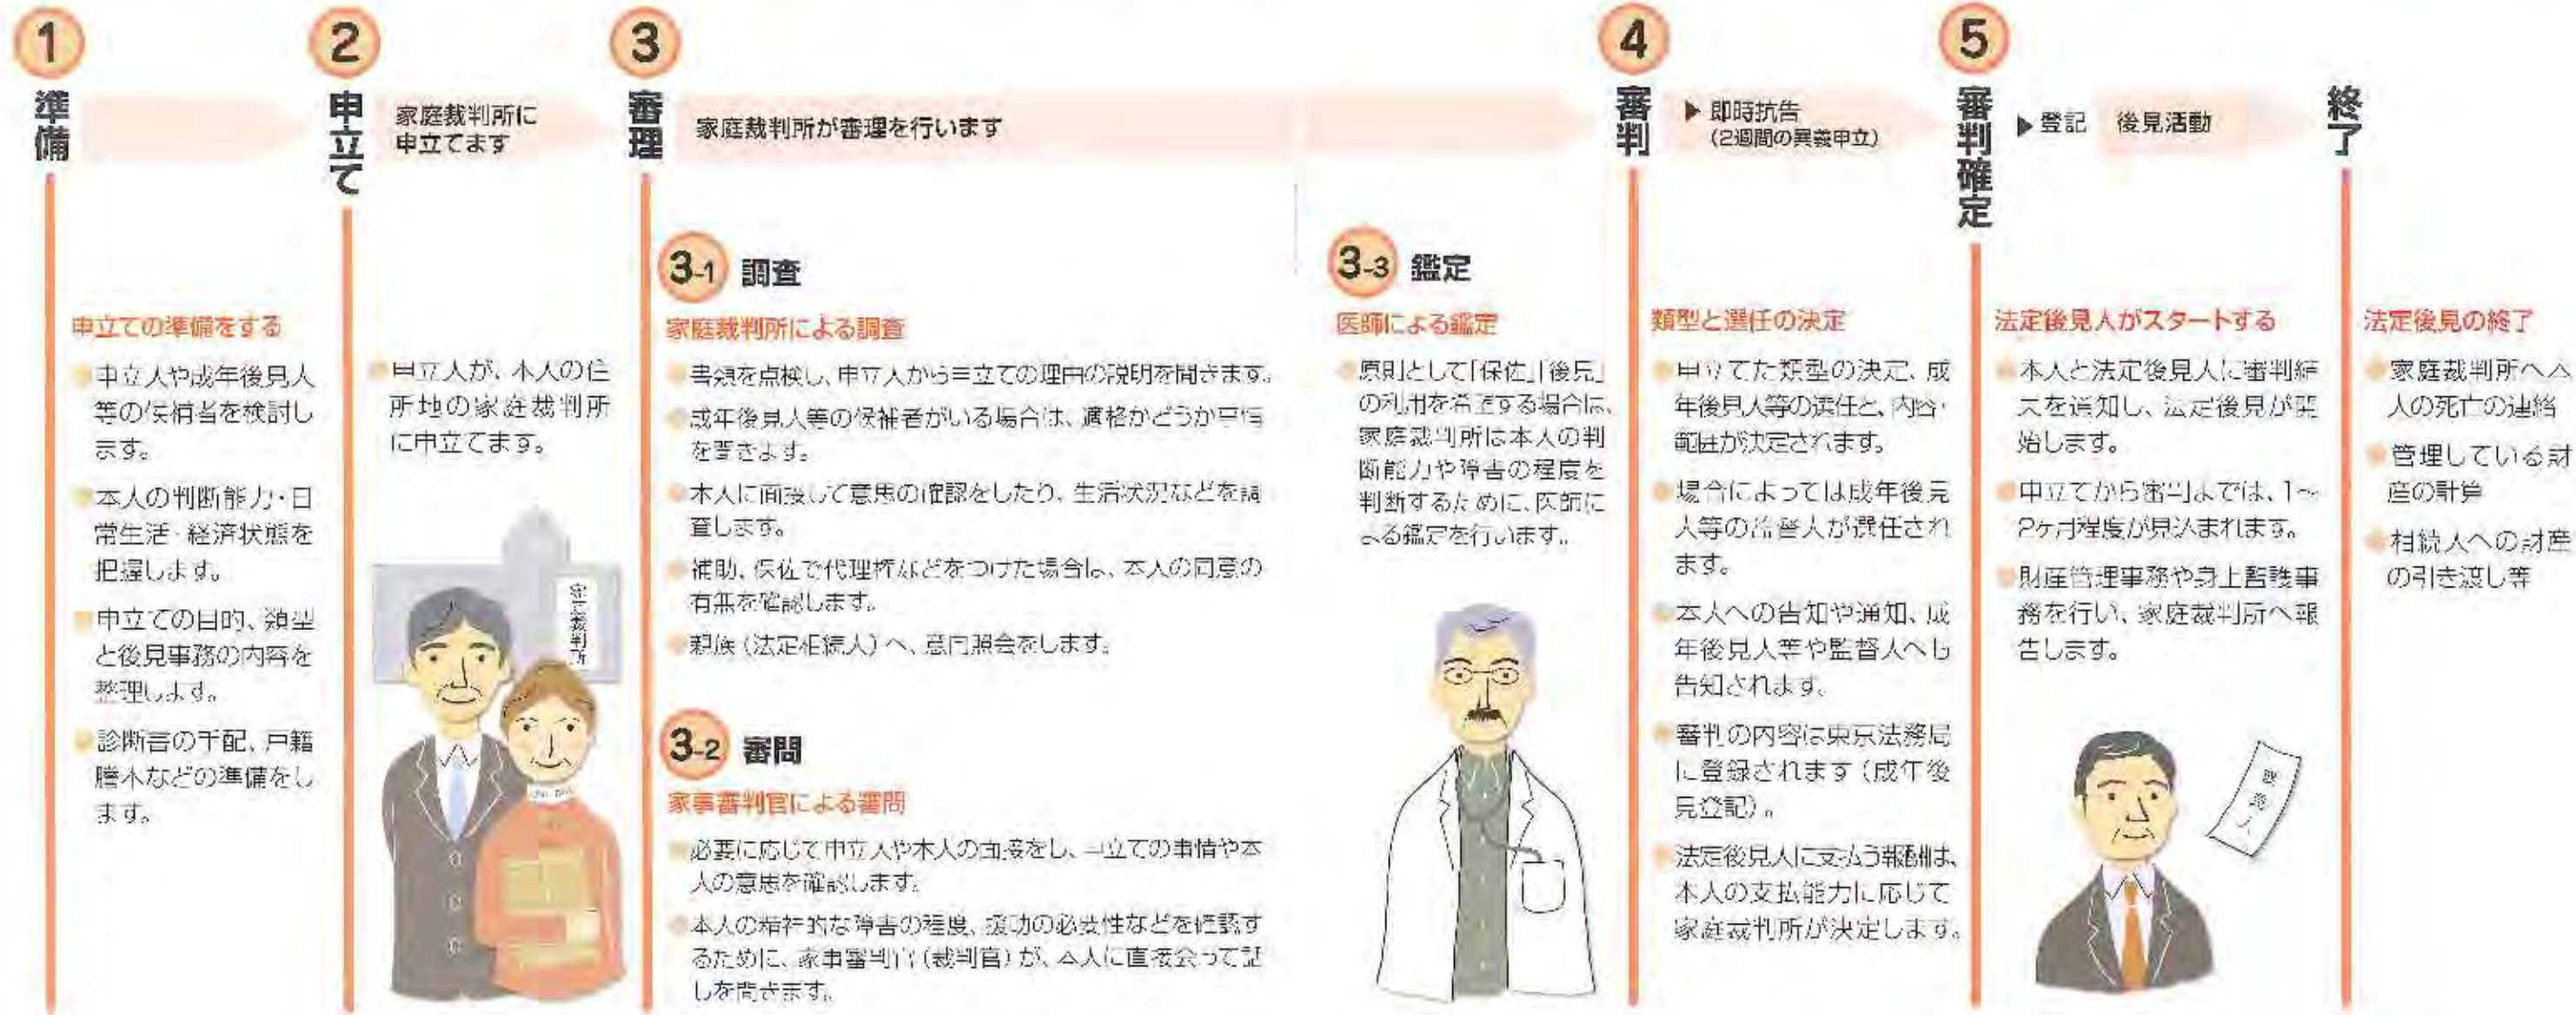 1
準備
2
申立て
家庭裁判所に
申立てます
3
審理
家庭裁判所が審理を行います
4
審判
▶即時抗告
(2週間の異義申立)
5
審判確定
▶登記
後見活動
終了
申立ての準備をする
申立人や成年後見人
等の候補者を検討し
ます。
本人の判断能力・日
常生活・経済状態を
把握します。
申立ての目的、類型
と後見事務の内容を
整理します。
診断書の手配、戸籍
謄本などの準備をし
ます。
申立人が、本人の住
所地の家庭裁判所
に申立てます。
家庭裁判所
3-1 調査
家庭裁判所による調査
書類を点検し、申立人から申立ての理由の説明を聞きます。
成年後見人等の候補者がいる場合は、適格かどうか事情
を聞きます。
本人に面接して意思の確認をしたり、生活状況などを調
査します。
補助、保佐で代理権などをつけた場合は、本人の同意の
有無を確認します。
親族(法定相続人)へ、意向照会をします。
3-2 審問
家事審判官による審問
必要に応じて申立人や本人の面接をし、申立ての事情や本
人の意思を確認します。
本人の精神的な障害の程度、援助の必要性などを確認す
るために、家事審判官(裁判官)が、本人に直接会って話
しを聞きます。
3-3 鑑定
医師による鑑定
原則として「保佐」「後見」
の利用を希望する場合は、
家庭裁判所は本人の判
断能力や障害の程度を
判断するために、医師に
よる鑑定を行います。
類型と選任の決定
申立てた類型の決定、成
年後見人等の選任と、内容・
範囲が決定されます。
場合によっては成年後見
人等の監督人が選任され
ます。
本人への告知や通知、成
年後見人等や監督人へも
告知されます。
審判の内容は東京法務局
に登録されます(成年後
見登記)。
法定後見人に支払う報酬は、
本人の支払能力に応じて
家庭裁判所が決定します。
法定後見人がスタートする
本人と法定後見人に審判結
果を通知し、法定後見が開
始します。
申立てから審判までは、1〜
2ヶ月程度が見込まれます。
財産管理事務や身上監護事
務を行い、家庭裁判所へ報
告します。
法定後見の終了
家庭裁判所へ本
人の死亡の連絡
管理している財
産の計算
相続人への財産
の引き渡し等